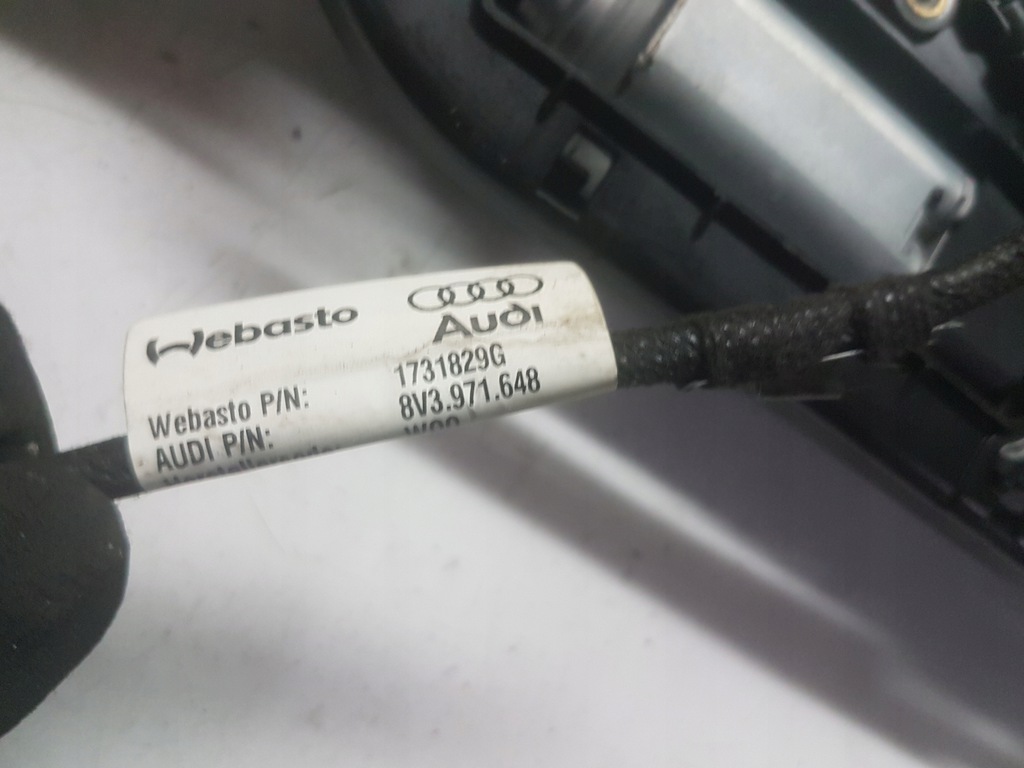 Webasto
Audi
Webasto P/N: 1731829G
AUDI P/N: 8V3.971.648